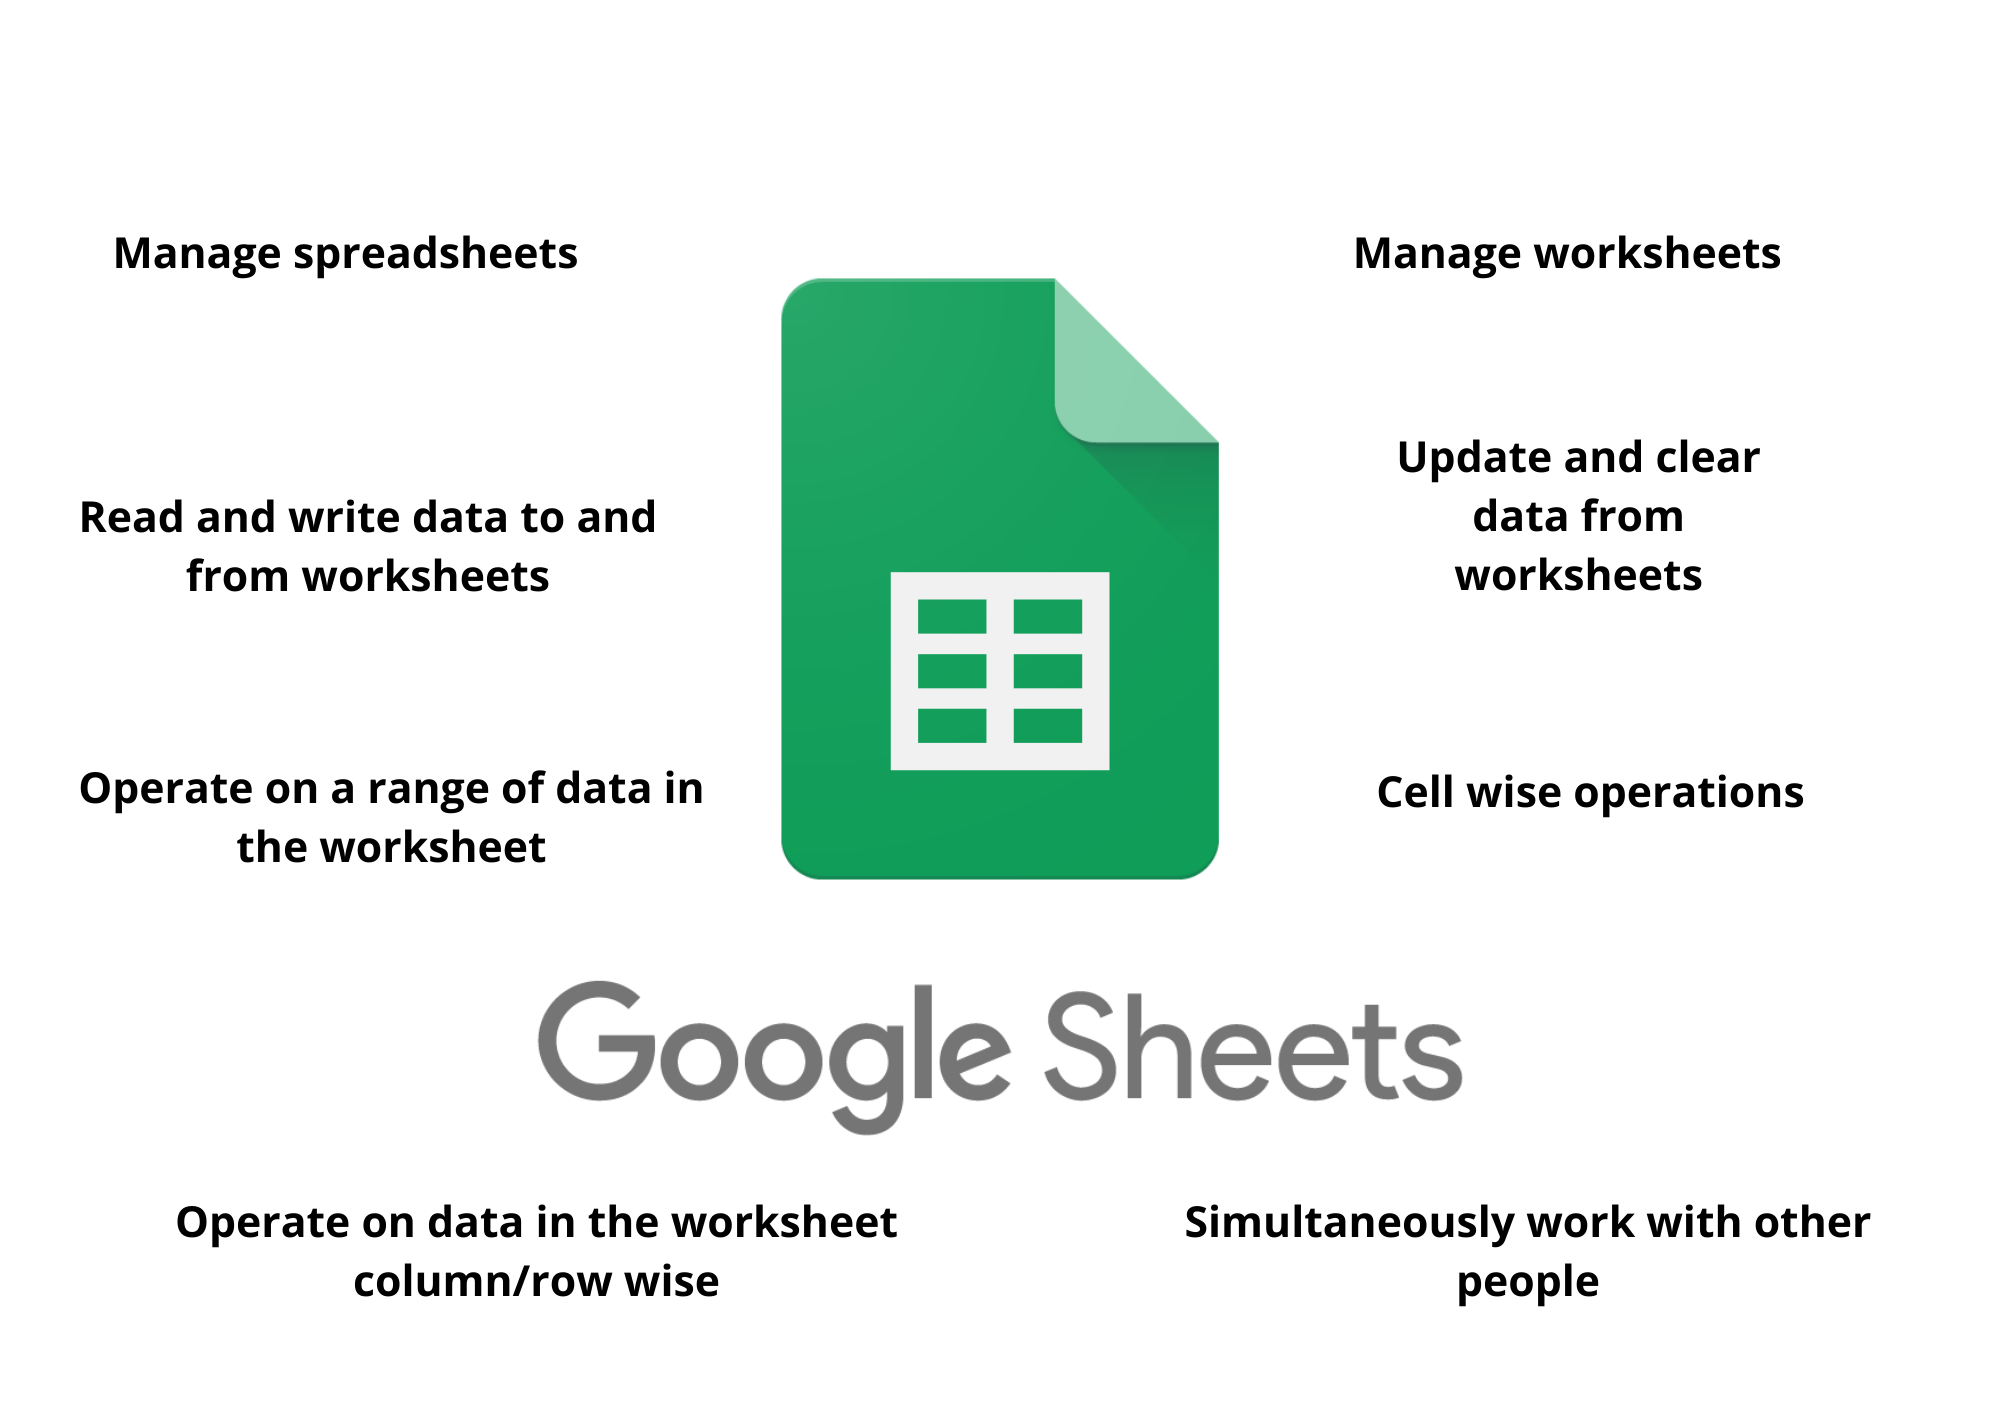 Manage spreadsheets
Manage worksheets
Read and write data to and
from worksheets
Update and clear
data from
worksheets
Operate on a range of data in
the worksheet
Cell wise operations
Google Sheets
Operate on data in the worksheet
column/row wise
Simultaneously work with other
people